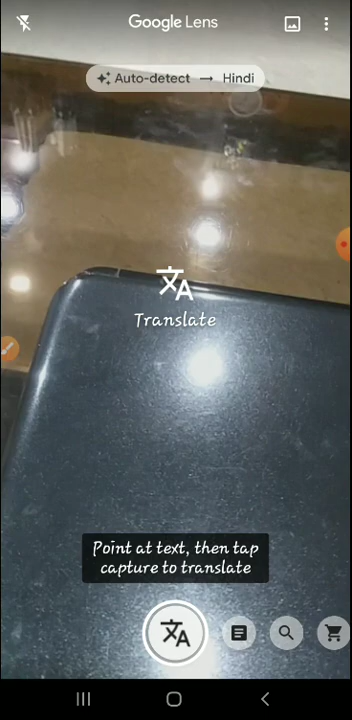 Google Lens
Auto-detect → Hindi
Translate
Point at text, then tap
capture to translate